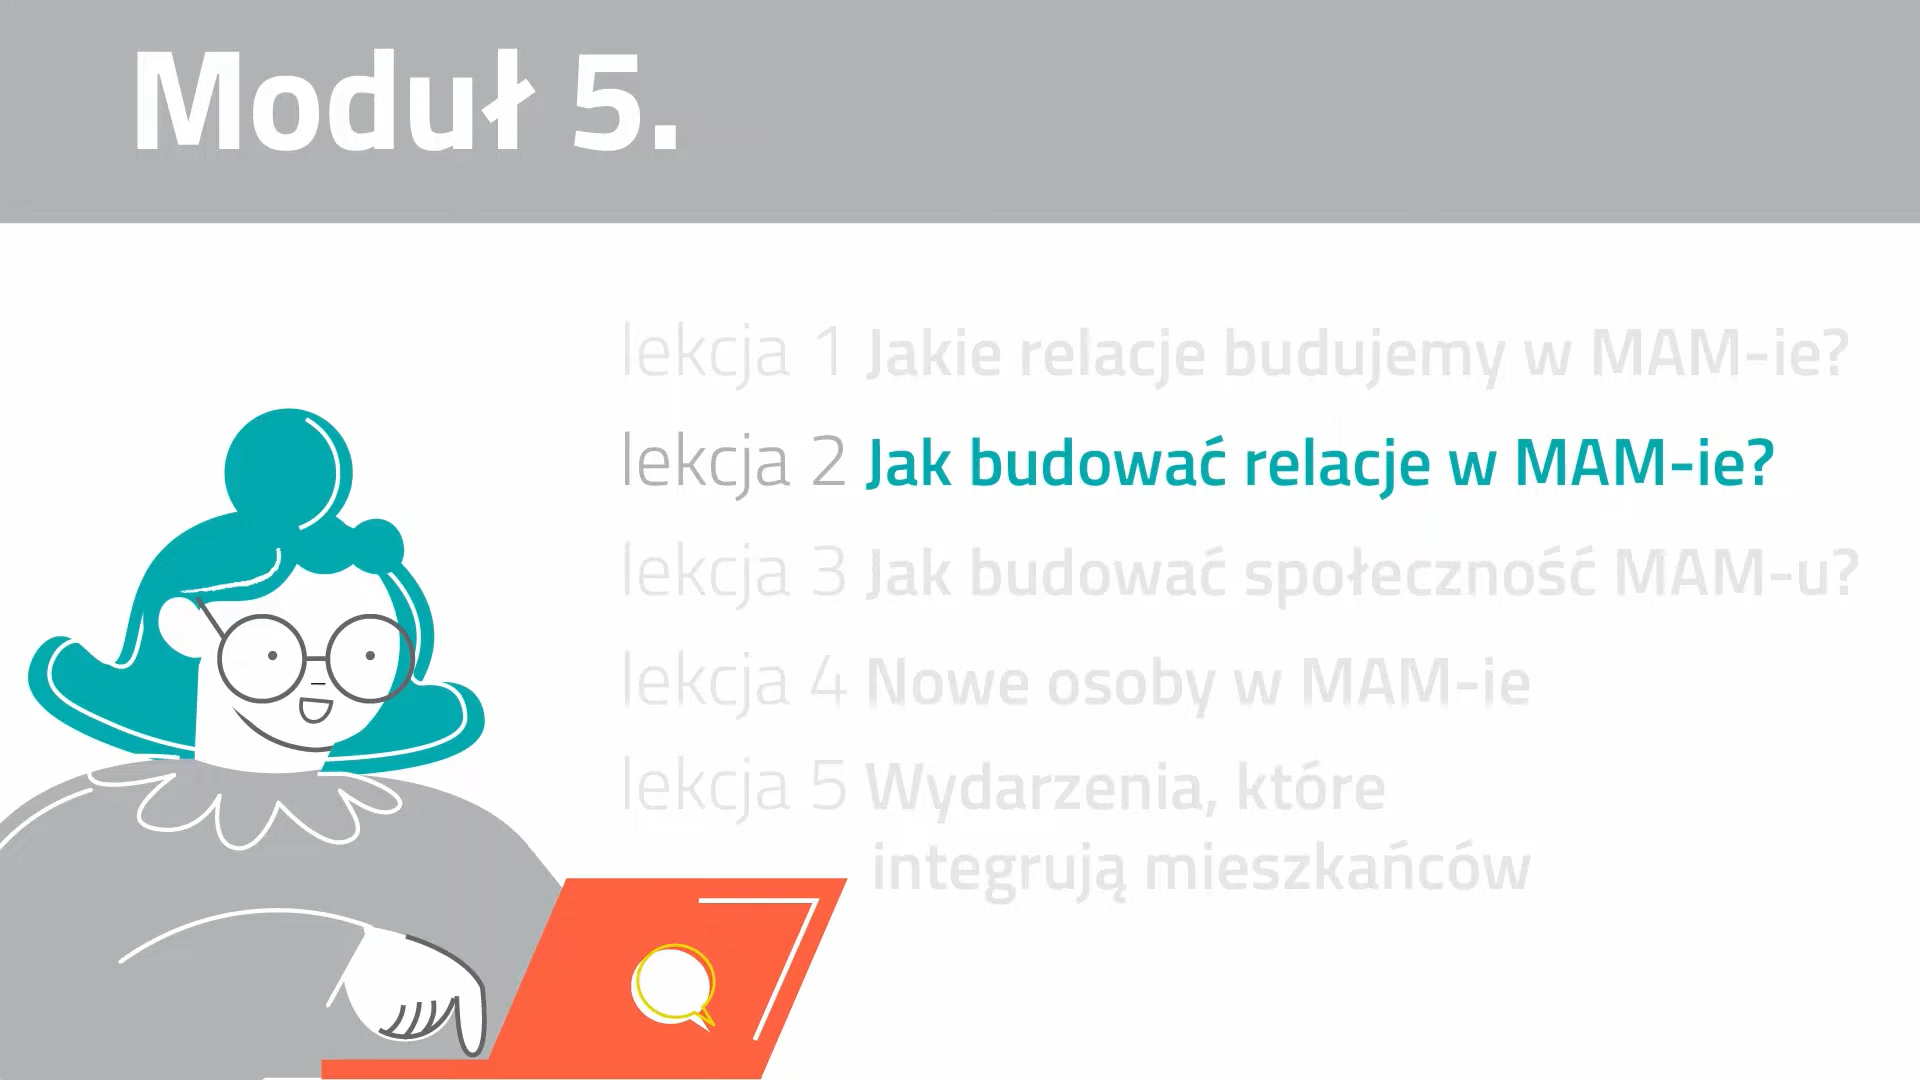 Moduł 5.
lekcja 1 Jakie relacje budujemy w MAM-ie?
lekcja 2 Jak budować relacje w MAM-ie?
lekcja 3 Jak budować społeczność MAM-u?
lekcja 4 Nowe osoby w MAM-ie
lekcja 5 Wydarzenia, które
integrują mieszkańców